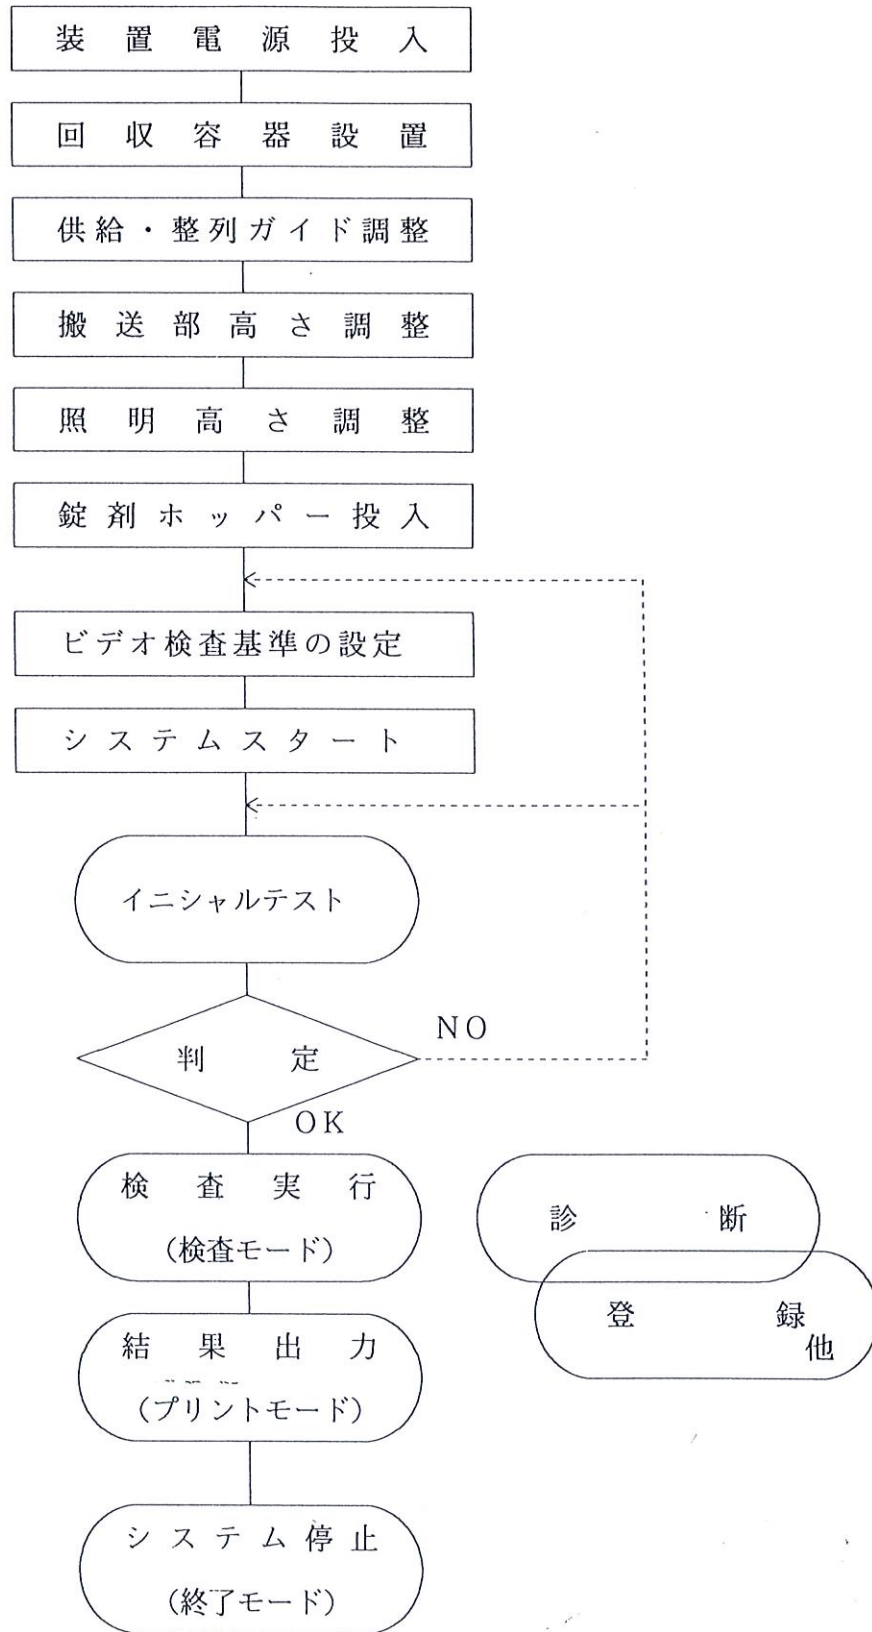 装置電源投入
回収容器設置
供給・整列ガイド調整
搬送部高さ調整
照明高さ調整
錠剤ホッパー投入
ビデオ検査基準の設定
システムスタート
イニシャルテスト
判定
NO
OK
検査実行
(検査モード)
診断
登録
他
結果出力
(プリントモード)
システム停止
(終了モード)